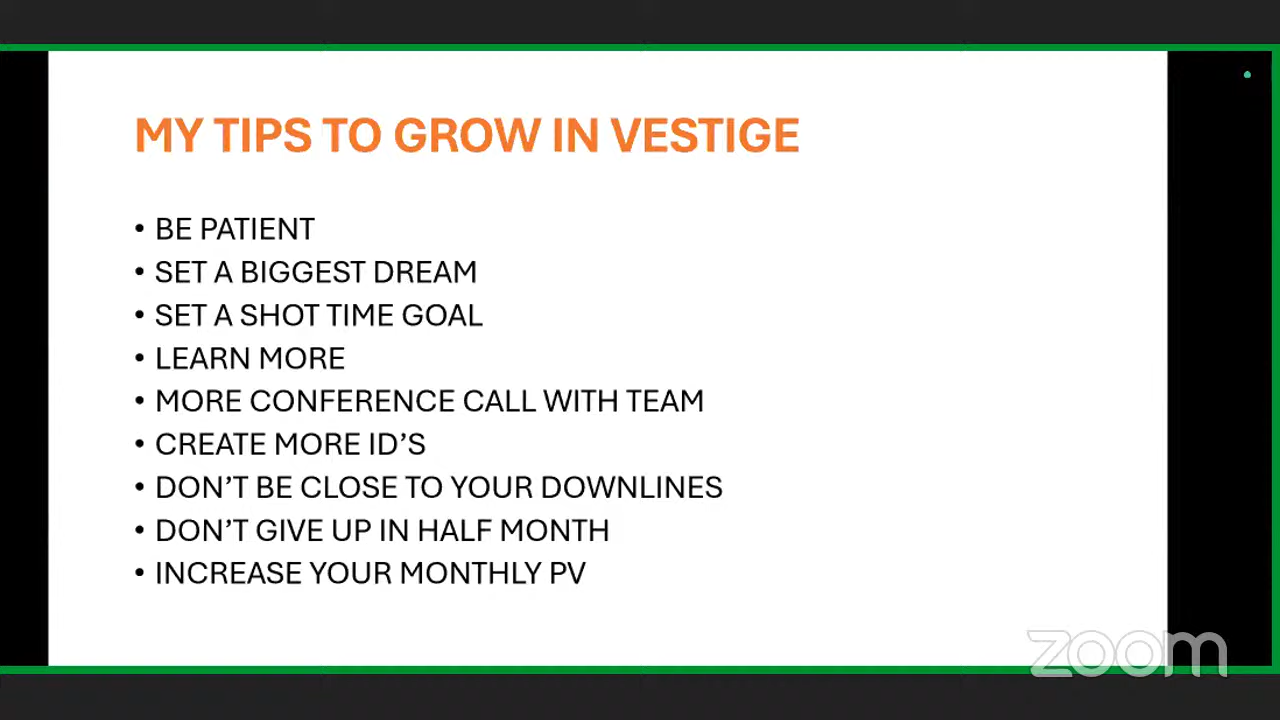 MY TIPS TO GROW IN VESTIGE
• BE PATIENT
• SET A BIGGEST DREAM
• SET A SHOT TIME GOAL
• LEARN MORE
• MORE CONFERENCE CALL WITH TEAM
• CREATE MORE ID’S
• DON’T BE CLOSE TO YOUR DOWNLINES
• DON’T GIVE UP IN HALF MONTH
• INCREASE YOUR MONTHLY PV
zoom